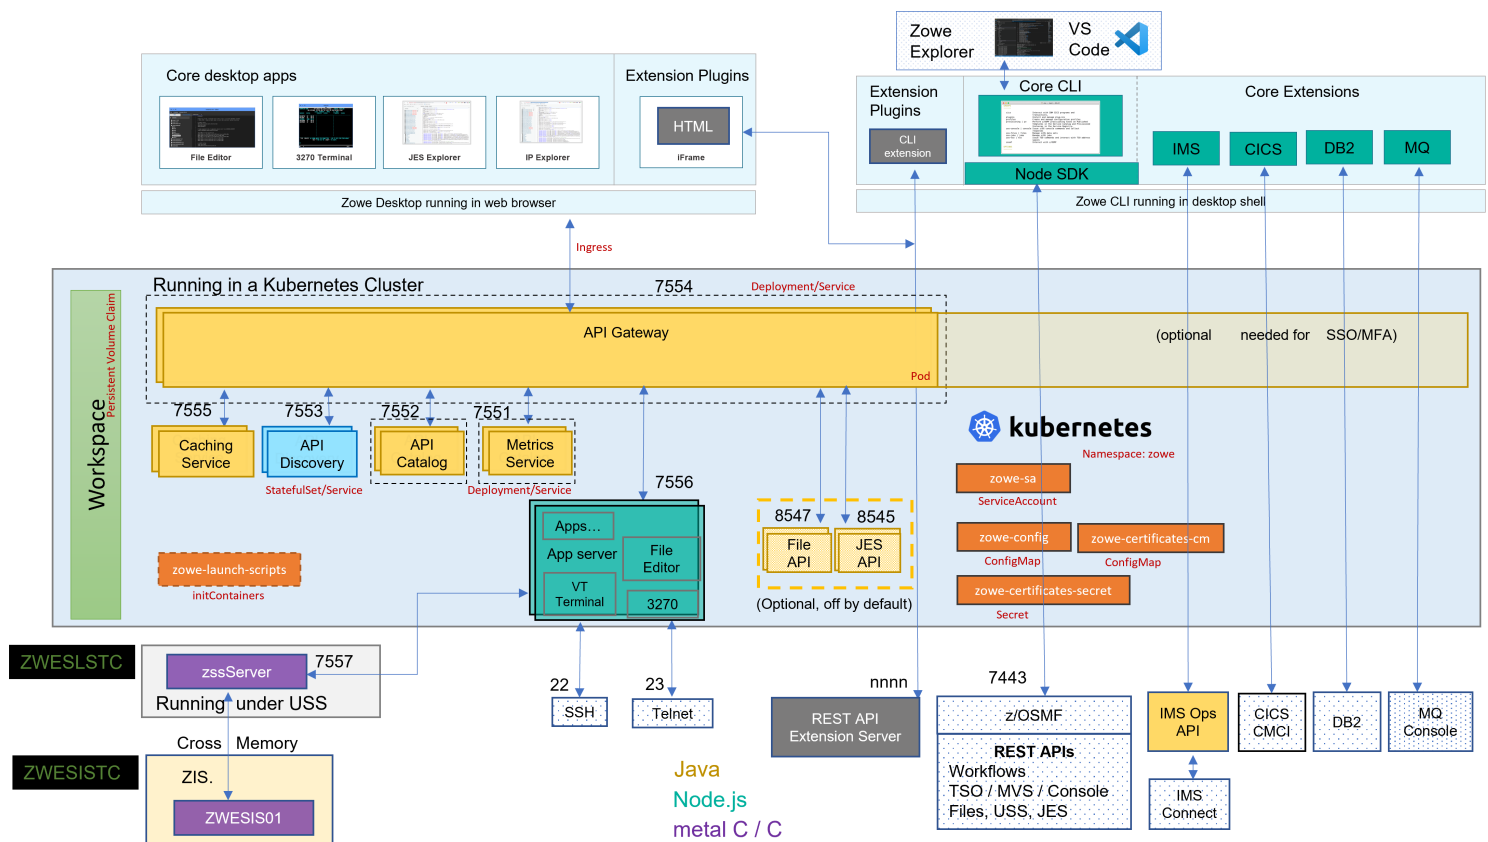 Zowe
Explorer
VS
Code
Core desktop apps
Extension Plugins
File Editor
3270 Terminal
JES Explorer
IP Explorer
HTML
iFrame
Zowe Desktop running in web browser
Extension
Plugins
CLI
extension
Core CLI
Node SDK
Core Extensions
IMS
CICS
DB2
MQ
Zowe CLI running in desktop shell
Ingress
Running in a Kubernetes Cluster
7554
Deployment/Service
Workspace
Persistent Volume Claim
API Gateway
Pod
(optional needed for SSO/MFA)
7555
7553
7552
7551
Caching
Service
API
Discovery
API
Catalog
Metrics
Service
StatefulSet/Service
Deployment/Service
7556
kubernetes
Namespace: zowe
zowe-sa
ServiceAccount
zowe-config
ConfigMap
zowe-certificates-cm
ConfigMap
zowe-certificates-secret
Secret
zowe-launch-scripts
initContainers
Apps...
App server
File
Editor
VT
Terminal
3270
8547
8545
File
API
JES
API
(Optional, off by default)
ZWESLSTC
zssServer
7557
Running under USS
Cross Memory
ZWESISTC
ZIS.
ZWESIS01
22
SSH
23
Telnet
nnnn
REST API
Extension Server
7443
z/OSMF
REST APIs
Workflows
TSO / MVS / Console
Files, USS, JES
IMS Ops
API
IMS
Connect
CICS
CMCI
DB2
MQ
Console
Java
Node.js
metal C / C